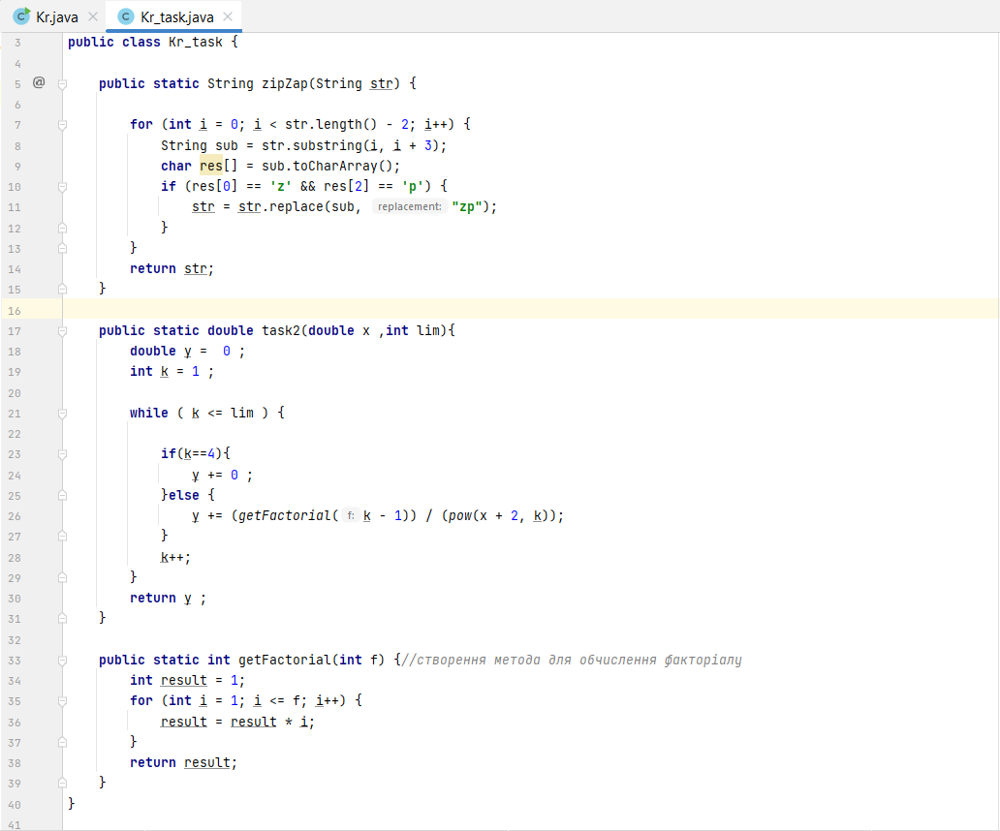 Kr.java Kr_task.java
3 public class Kr_task {
4
5 @ public static String zipZap(String str) {
6
7 for (int i = 0; i < str.length() - 2; i++) {
8 String sub = str.substring(i, i + 3);
9 char res[] = sub.toCharArray();
10 if (res[0] == 'z' && res[2] == 'p') {
11 str = str.replace(sub, replacement: "zp");
12 }
13 }
14 return str;
15 }
16
17 public static double task2(double x ,int lim){
18 double y = 0 ;
19 int k = 1 ;
20
21 while ( k <= lim ) {
22
23 if(k==4){
24 y += 0 ;
25 }else {
26 y += (getFactorial( f: k - 1)) / (pow(x + 2, k));
27 }
28 k++;
29 }
30 return y ;
31 }
32
33 public static int getFactorial(int f) {//створення метода для обчислення факторіалу
34 int result = 1;
35 for (int i = 1; i <= f; i++) {
36 result = result * i;
37 }
38 return result;
39 }
40 }
41